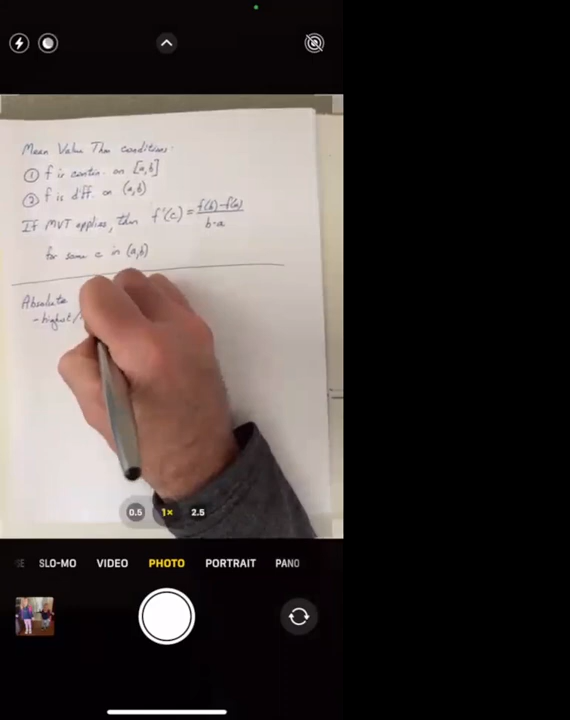 Mean Value Thm conditions:
① f is contin. on [a,b]
② f is diff. on (a,b)
If MVT applies, then f'(c) = f(b)-f(a)
b-a
for some c in (a,b)
Absolute
- highest/
0.5 1× 2.5
SLO-MO VIDEO PHOTO PORTRAIT PANO